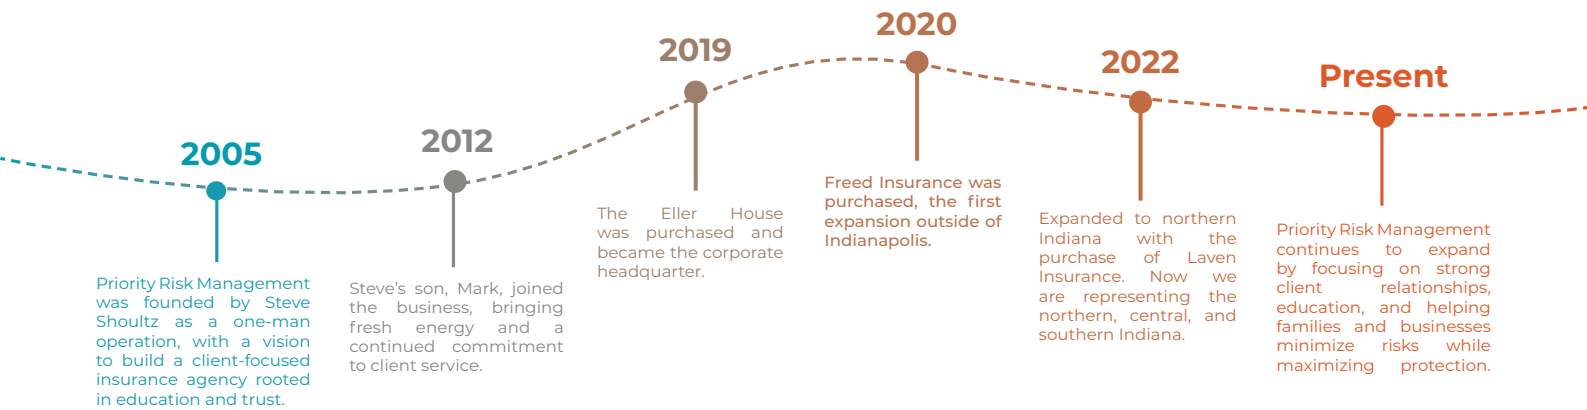 2005
Priority Risk Management
was founded by Steve
Shoultz as a one-man
operation, with a vision
to build a client-focused
insurance agency rooted
in education and trust.
2012
Steve's son, Mark, joined
the business, bringing
fresh energy and a
continued commitment
to client service.
2019
The Eller House
was purchased and
became the corporate
headquarter.
2020
Freed Insurance was
purchased, the first
expansion outside of
Indianapolis.
2022
Expanded to northern
Indiana with the
purchase of Laven
Insurance. Now we
are representing the
northern, central, and
southern Indiana.
Present
Priority Risk Management
continues to expand
by focusing on strong
client relationships,
education, and helping
families and businesses
minimize risks while
maximizing protection.